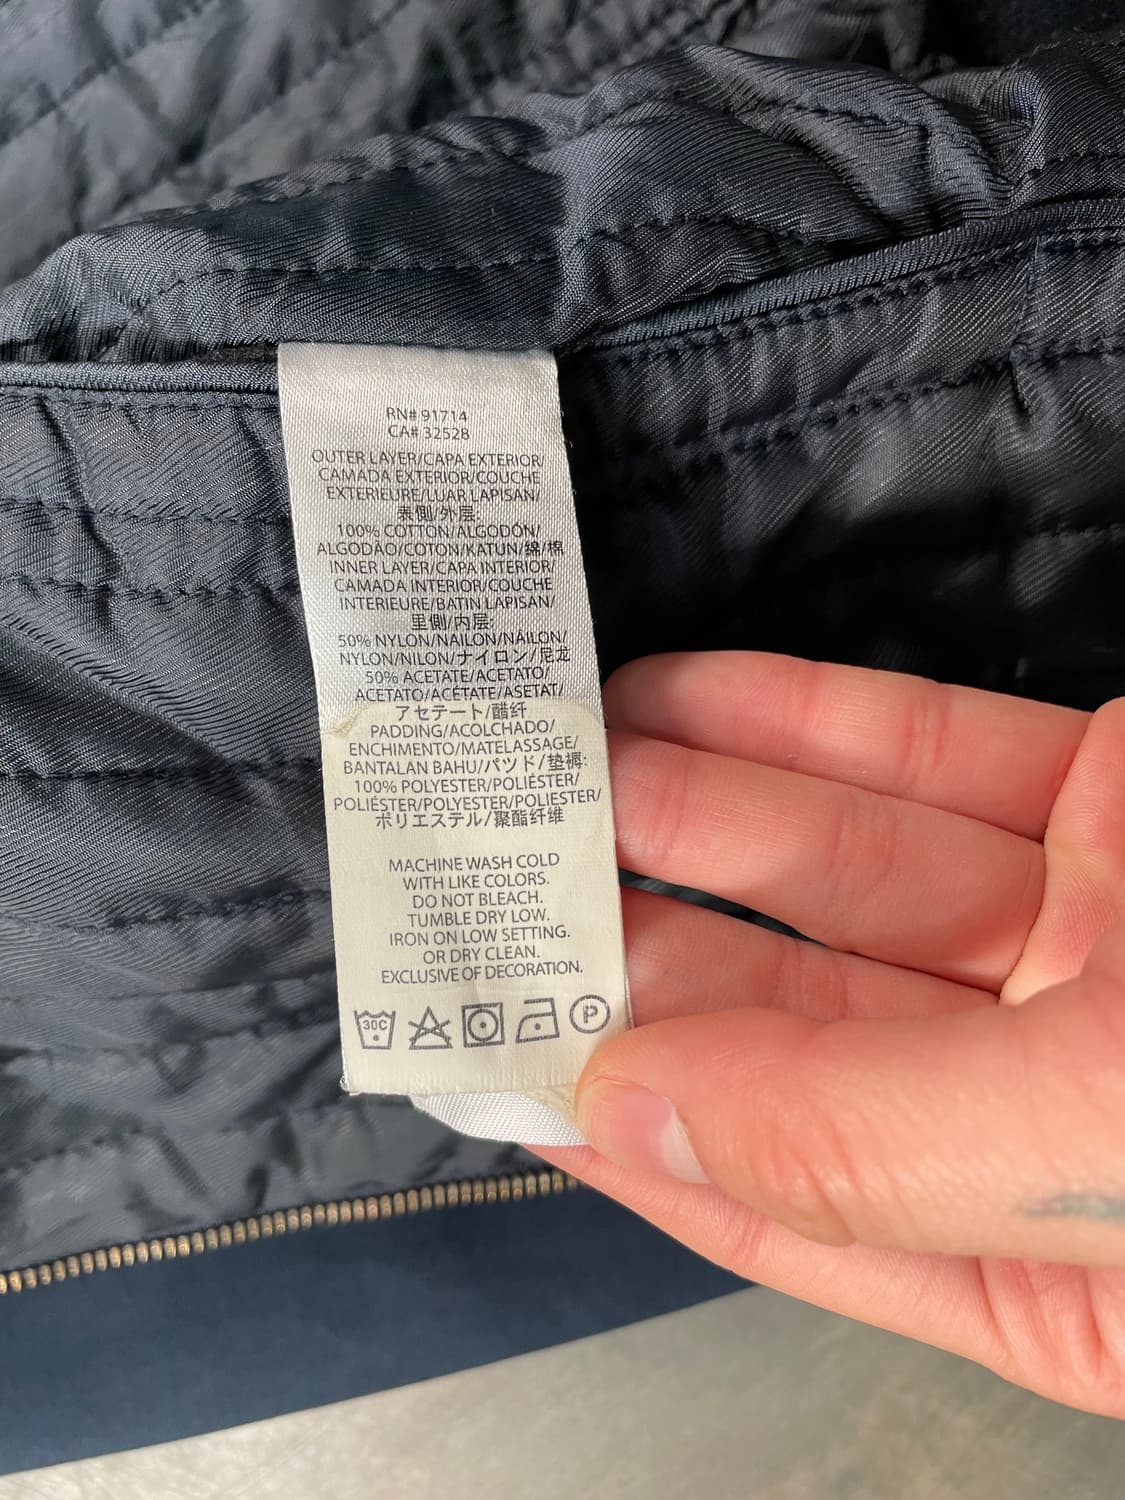 RN# 91714
CA# 32528
OUTER LAYER/CAPA EXTERIOR/
CAMADA EXTERIOR/COUCHE
EXTERIEURE/LUAR LAPISAN/
表側/外层:
100% COTTON/ALGODÓN/
ALGODÃO/COTON/KATUN/綿/棉
INNER LAYER/CAPA INTERIOR/
CAMADA INTERIOR/COUCHE
INTERIEURE/BATIN LAPISAN/
里側/内层:
50% NYLON/NAILON/NÁILON/
NYLON/NILON/ナイロン/尼龙
50% ACETATE/ACETATO/
ACETATO/ACÉTATE/ASETAT/
アセテート/醋纤
PADDING/ACOLCHADO/
ENCHIMENTO/MATELASSAGE/
BANTALAN BAHU/パッド/垫褥:
100% POLYESTER/POLIÉSTER/
POLIÉSTER/POLYESTER/POLIESTER/
ポリエステル/聚酯纤维
MACHINE WASH COLD
WITH LIKE COLORS.
DO NOT BLEACH.
TUMBLE DRY LOW.
IRON ON LOW SETTING.
OR DRY CLEAN.
EXCLUSIVE OF DECORATION.
30C P